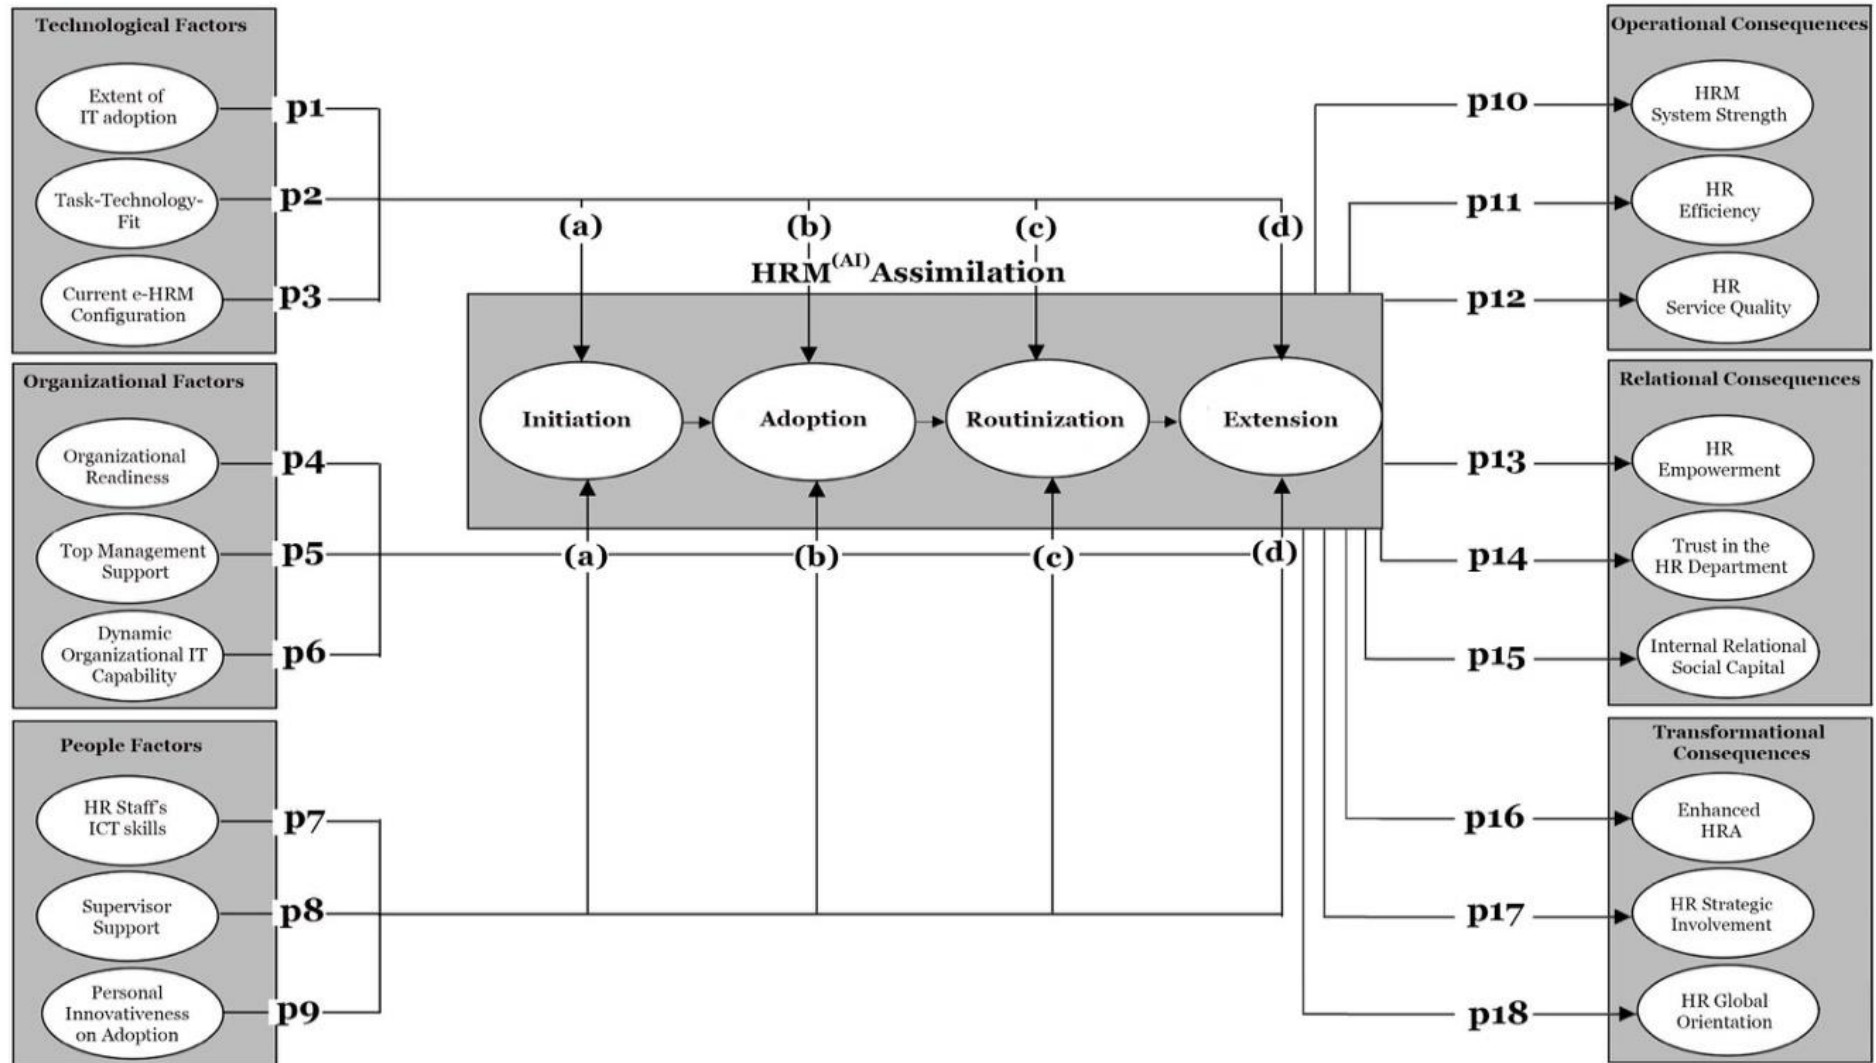 Technological Factors
Extent of
IT adoption
p1
Task-Technology-
Fit
p2
Current e-HRM
Configuration
p3
Organizational Factors
Organizational
Readiness
p4
Top Management
Support
p5
Dynamic
Organizational IT
Capability
p6
People Factors
HR Staff's
ICT skills
p7
Supervisor
Support
p8
Personal
Innovativeness
on Adoption
p9
(a)
(b)
(c)
(d)
HRM(AI)Assimilation
Initiation
Adoption
Routinization
Extension
(a)
(b)
(c)
(d)
Operational Consequences
p10
HRM
System Strength
p11
HR
Efficiency
p12
HR
Service Quality
Relational Consequences
p13
HR
Empowerment
p14
Trust in the
HR Department
p15
Internal Relational
Social Capital
Transformational
Consequences
p16
Enhanced
HRA
p17
HR Strategic
Involvement
p18
HR Global
Orientation